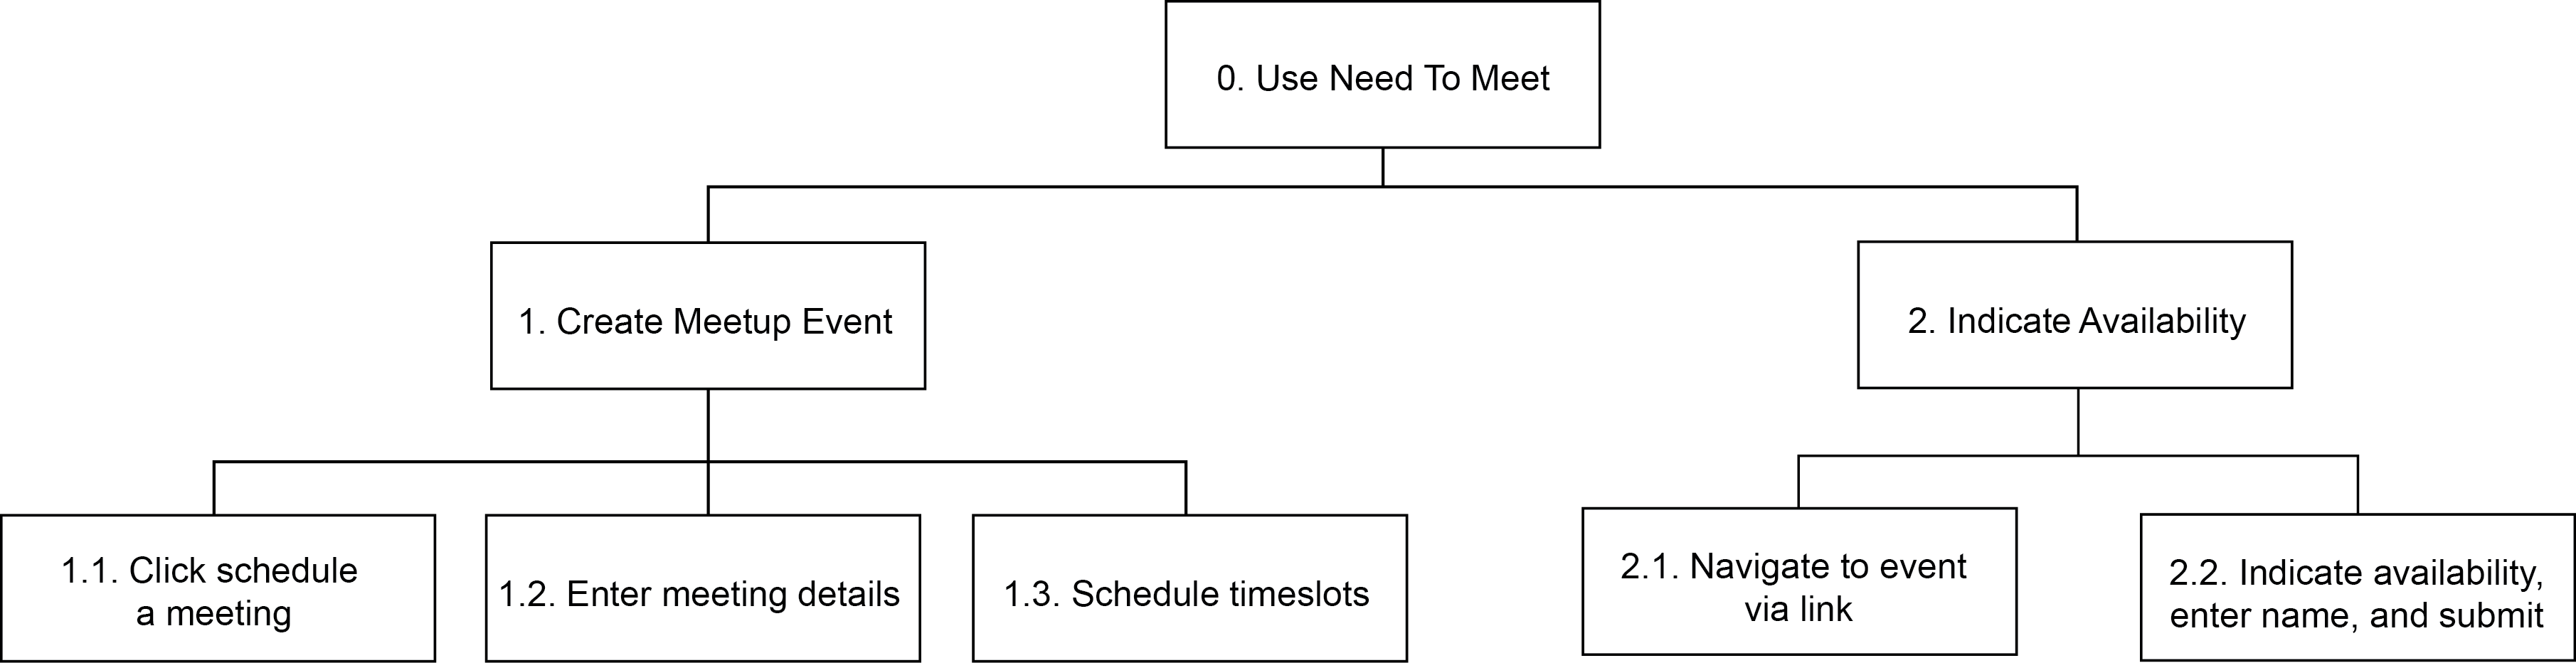 0. Use Need To Meet
1. Create Meetup Event
2. Indicate Availability
1.1. Click schedule
a meeting
1.2. Enter meeting details
1.3. Schedule timeslots
2.1. Navigate to event
via link
2.2. Indicate availability,
enter name, and submit